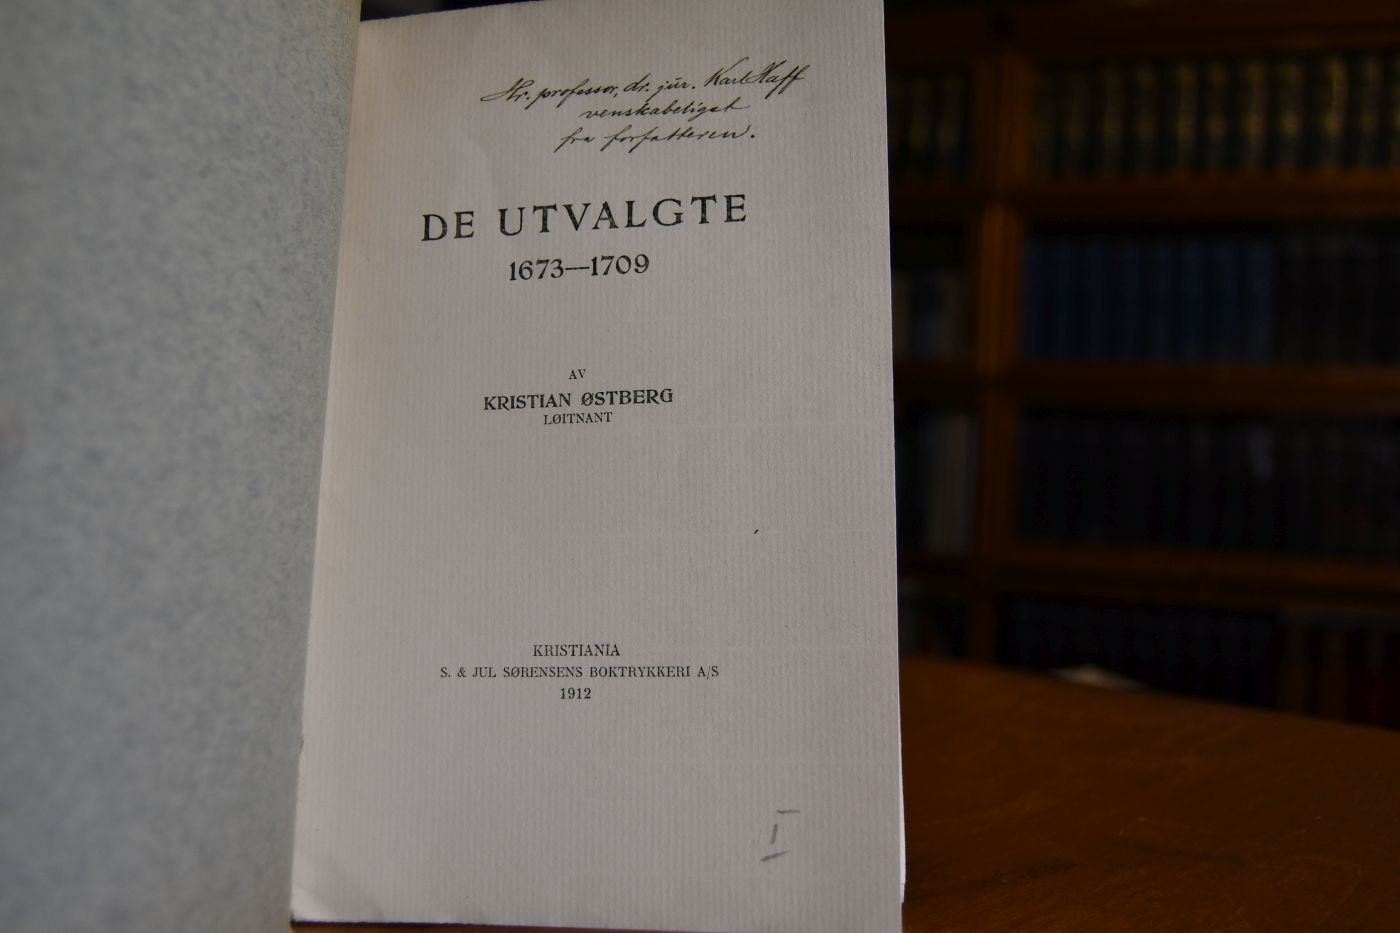 Hr. professor, dr. jur. Karl Haff
venskabeligst
fra forfatteren.
DE UTVALGTE
1673—1709
AV
KRISTIAN ØSTBERG
LØITNANT
KRISTIANIA
S. & JUL SØRENSENS BOKTRYKKERI A/S
1912
I